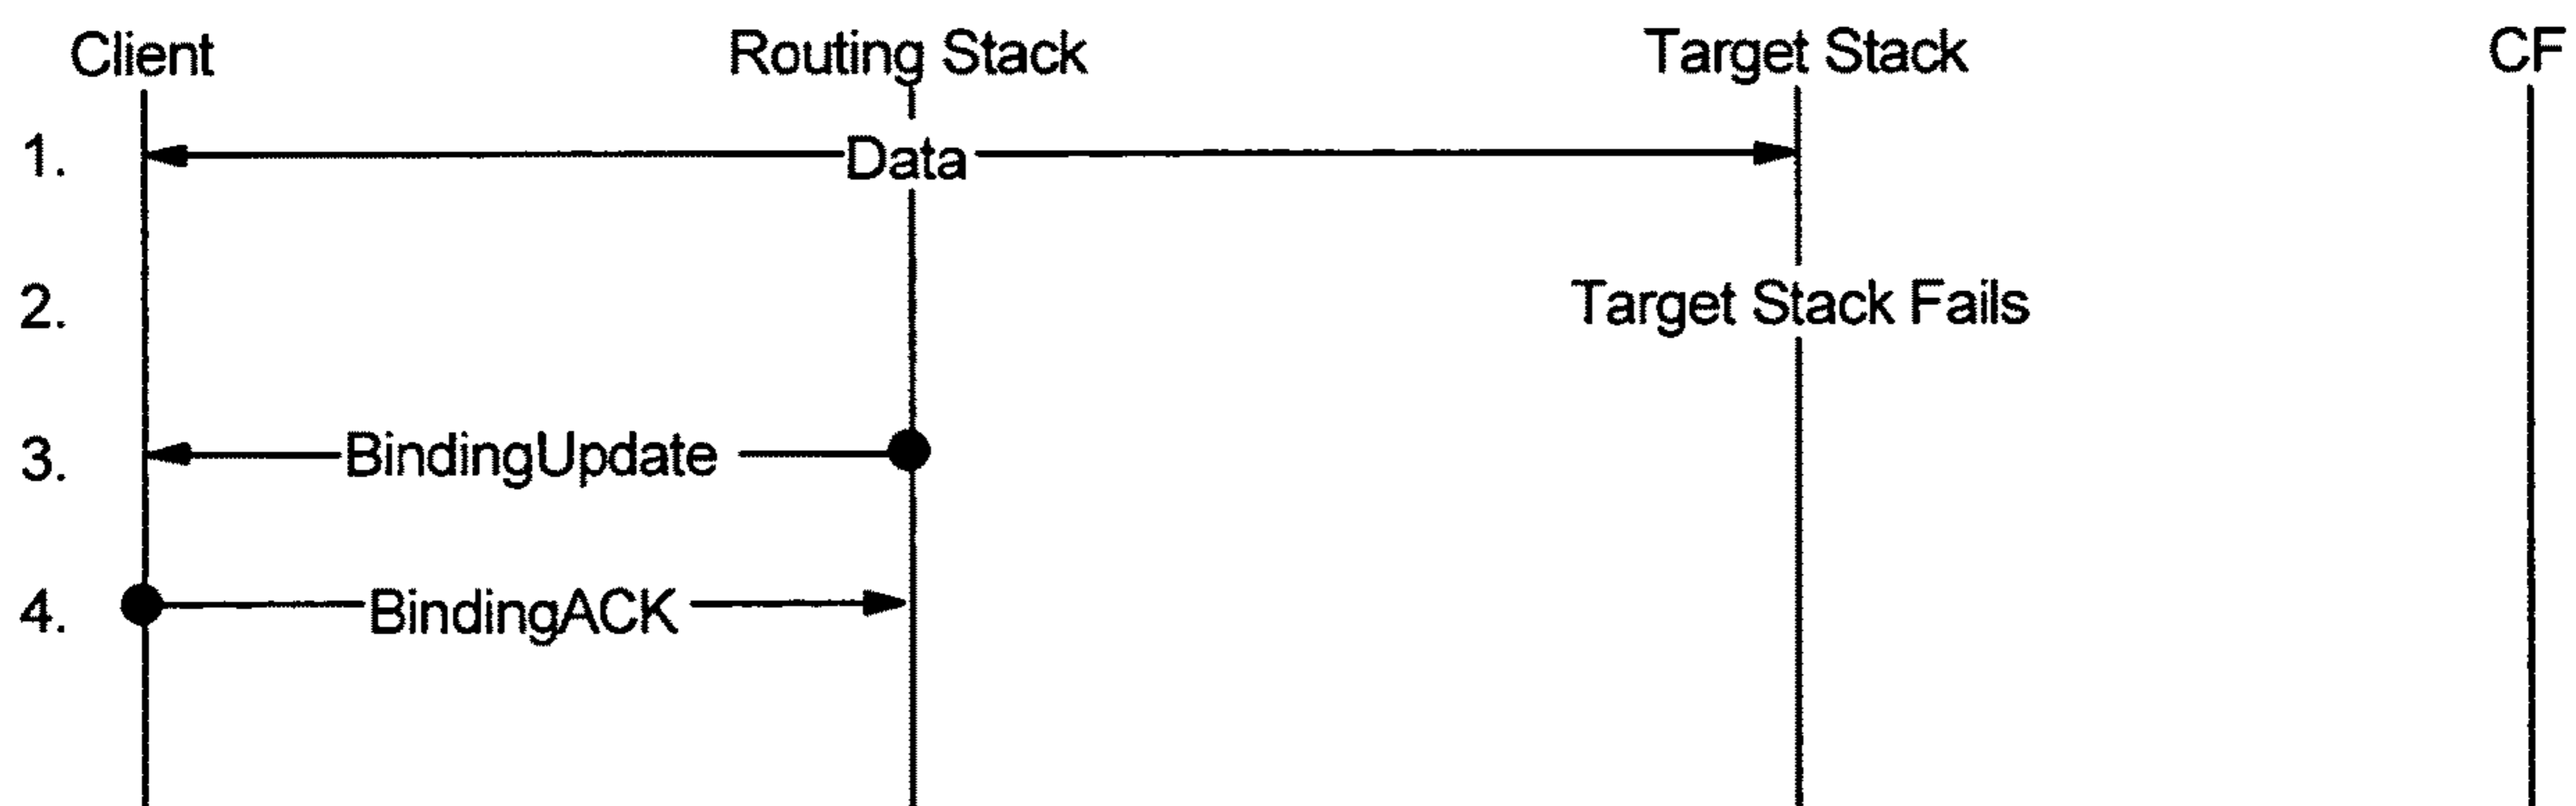 Client Routing Stack Target Stack CF
1. Data
2. Target Stack Fails
3. BindingUpdate
4. BindingACK